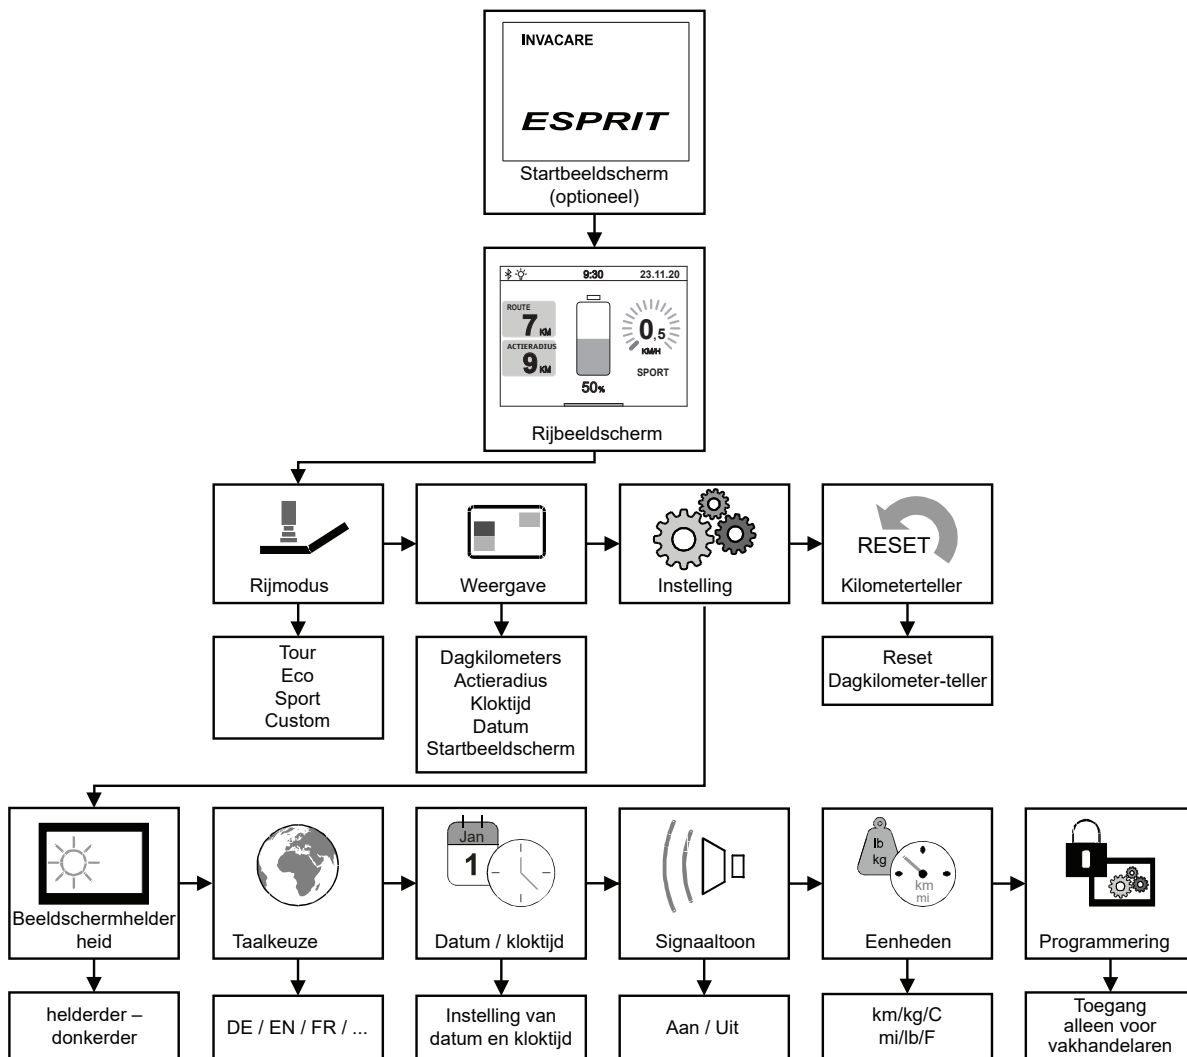 INVACARE
ESPRIT
Startbeeldscherm
(optioneel)
9:30 23.11.20
ROUTE
7 KM
ACTIERADIUS
9 KM
50%
0,5
KM/H
SPORT
Rijbeeldscherm
Rijmodus
Weergave
Instelling
RESET
Kilometerteller
Tour
Eco
Sport
Custom
Dagkilometers
Actieradius
Kloktijd
Datum
Startbeeldscherm
Reset
Dagkilometer-teller
Beeldschermhelder
heid
Taalkeuze
Jan
1
Datum / kloktijd
Signaaltoon
lb
kg
km
mi
Eenheden
Programmering
helderder –
donkerder
DE / EN / FR / ...
Instelling van
datum en kloktijd
Aan / Uit
km/kg/C
mi/lb/F
Toegang
alleen voor
vakhandelaren